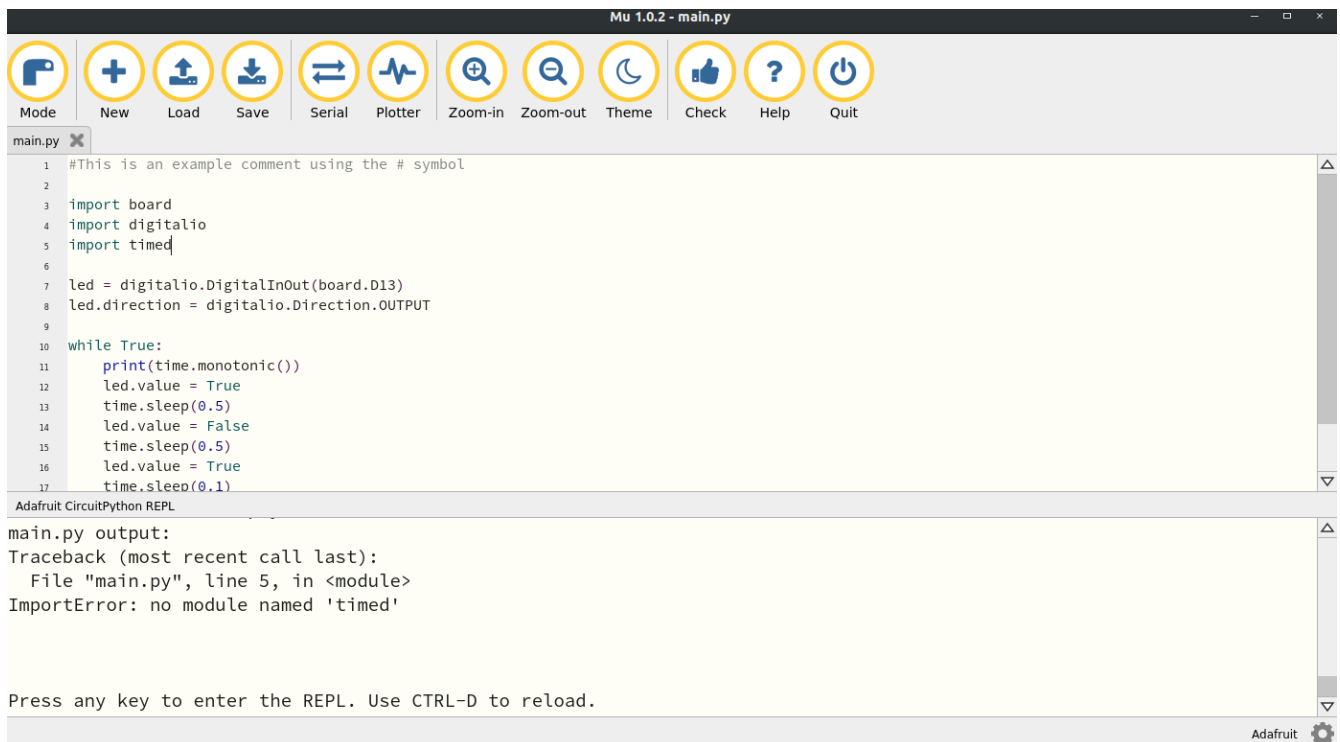 Mu 1.0.2 - main.py
Mode New Load Save Serial Plotter Zoom-in Zoom-out Theme Check Help Quit
main.py
1 #This is an example comment using the # symbol
2
3 import board
4 import digitalio
5 import timed
6
7 led = digitalio.DigitalInOut(board.D13)
8 led.direction = digitalio.Direction.OUTPUT
9
10 while True:
11     print(time.monotonic())
12     led.value = True
13     time.sleep(0.5)
14     led.value = False
15     time.sleep(0.5)
16     led.value = True
17     time.sleep(0.1)
Adafruit CircuitPython REPL
main.py output:
Traceback (most recent call last):
  File "main.py", line 5, in <module>
ImportError: no module named 'timed'
Press any key to enter the REPL. Use CTRL-D to reload.
Adafruit